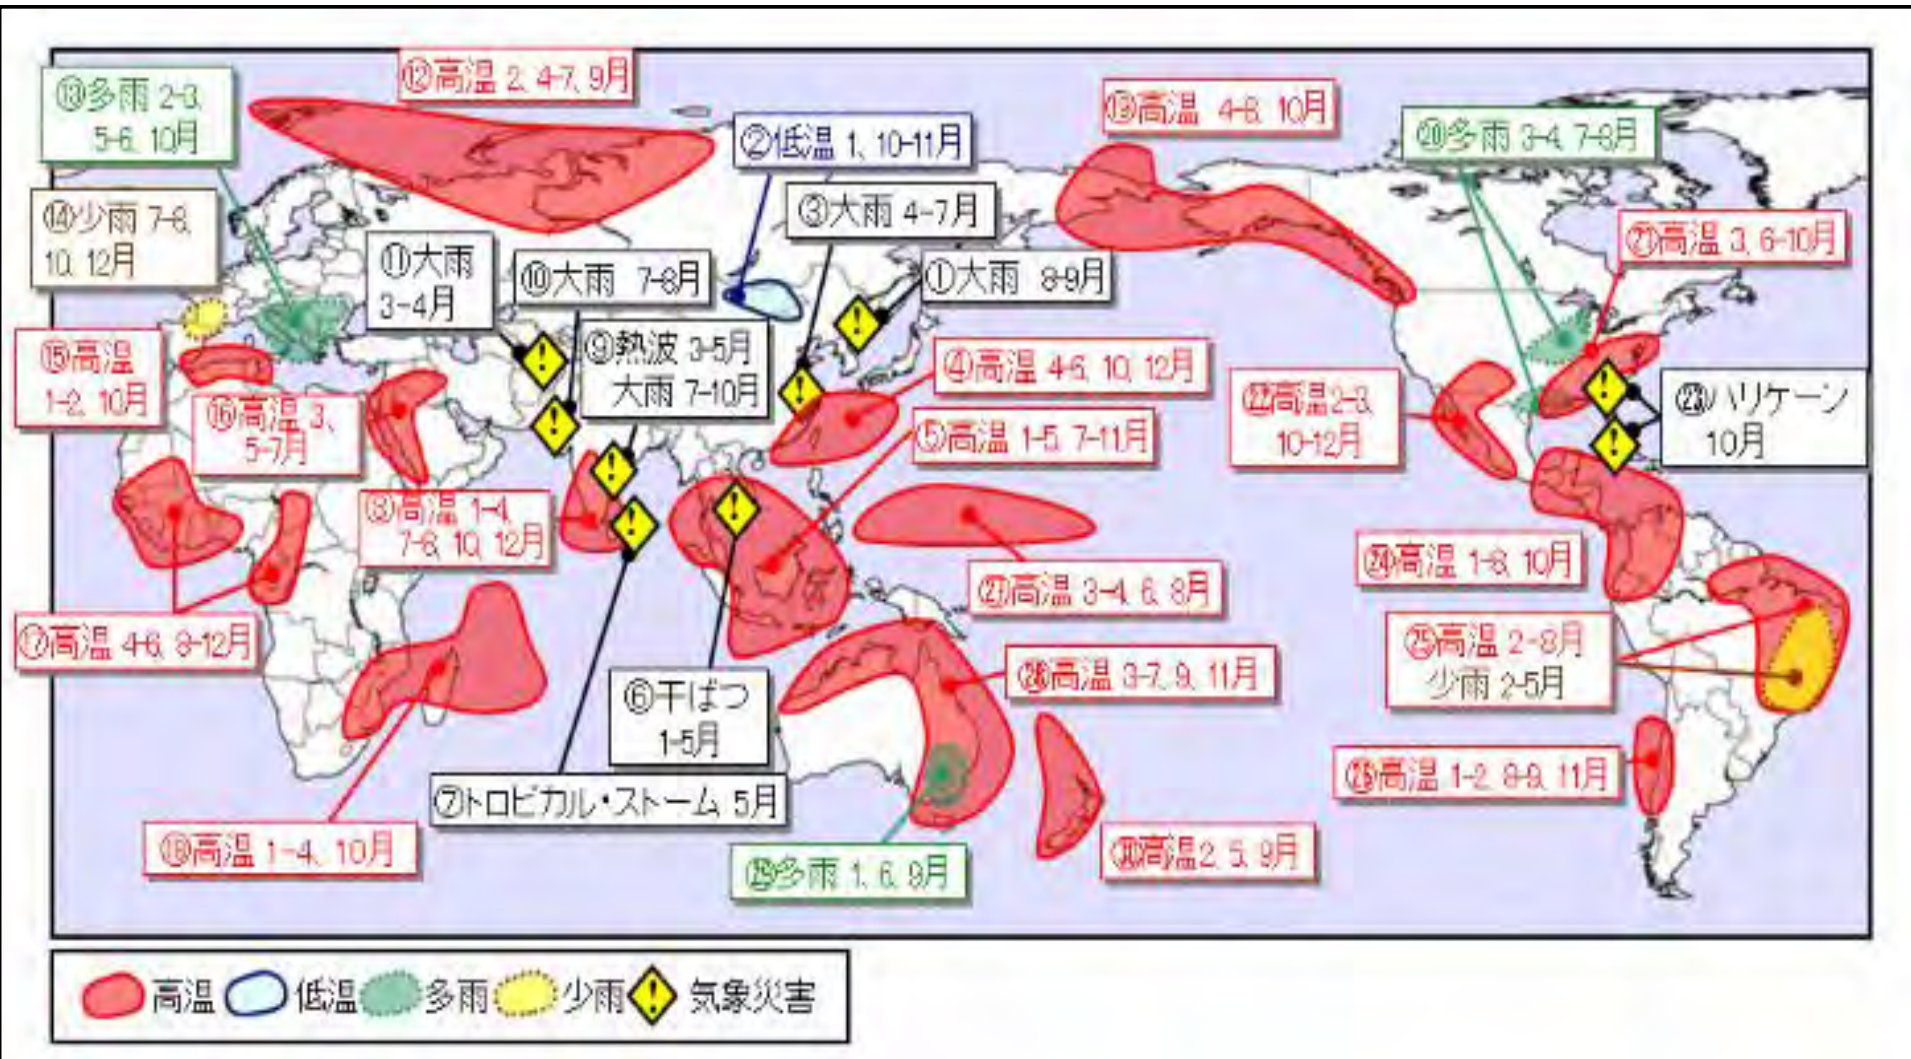 ⑫高温 2, 4-7, 9月
⑬多雨 2-3,
5-6, 10月
⑲高温 4-8, 10月
⑳多雨 3-4, 7-8月
②低温 1, 10-11月
⑭少雨 7-8,
10, 12月
③大雨 4-7月
㉑高温 3, 6-10月
⑪大雨
3-4月
⑩大雨 7-8月
①大雨 8-9月
⑨熱波 3-5月
大雨 7-10月
⑮高温
1-2, 10月
④高温 4-6, 10, 12月
㉒高温2-3,
10-12月
㉓ハリケーン
10月
⑯高温 3,
5-7月
⑤高温 1-5, 7-11月
⑧高温 1-4,
7-8, 10, 12月
㉔高温 1-8, 10月
㉗高温 3-4, 6, 8月
⑰高温 4-6, 8-12月
㉕高温 2-8月
少雨 2-5月
㉘高温 3-7, 9, 11月
⑥干ばつ
1-5月
㉖高温 1-2, 8-9, 11月
⑦トロピカル・ストーム 5月
⑱高温 1-4, 10月
㉚高温2, 5, 9月
㉙多雨 1, 6, 9月
高温 低温 多雨 少雨 気象災害